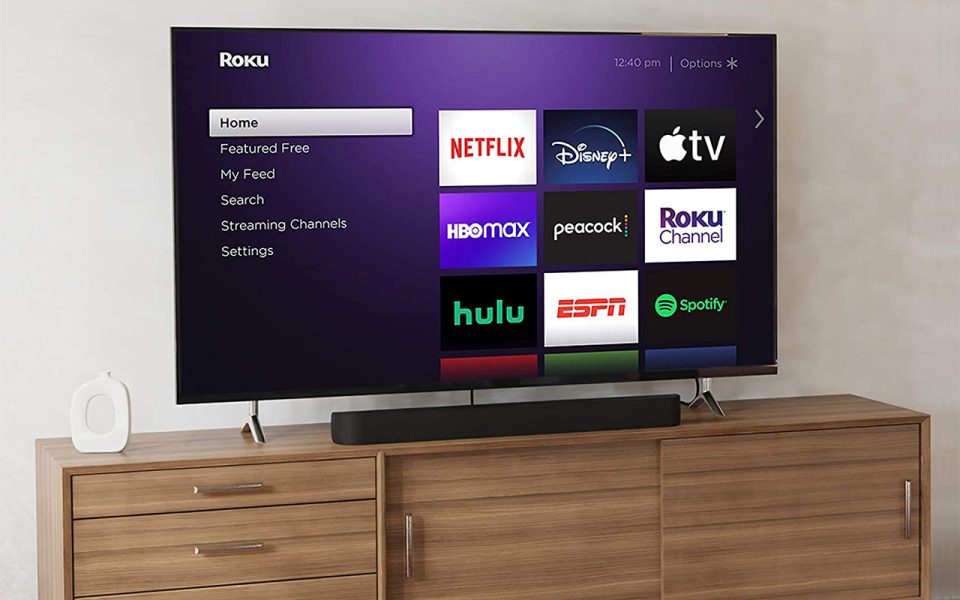 Roku
12:40 pm | Options
Home
Featured Free
My Feed
Search
Streaming Channels
Settings
NETFLIX
Disney+
tv
HBOmax
peacock
Roku
Channel
hulu
ESPN
Spotify